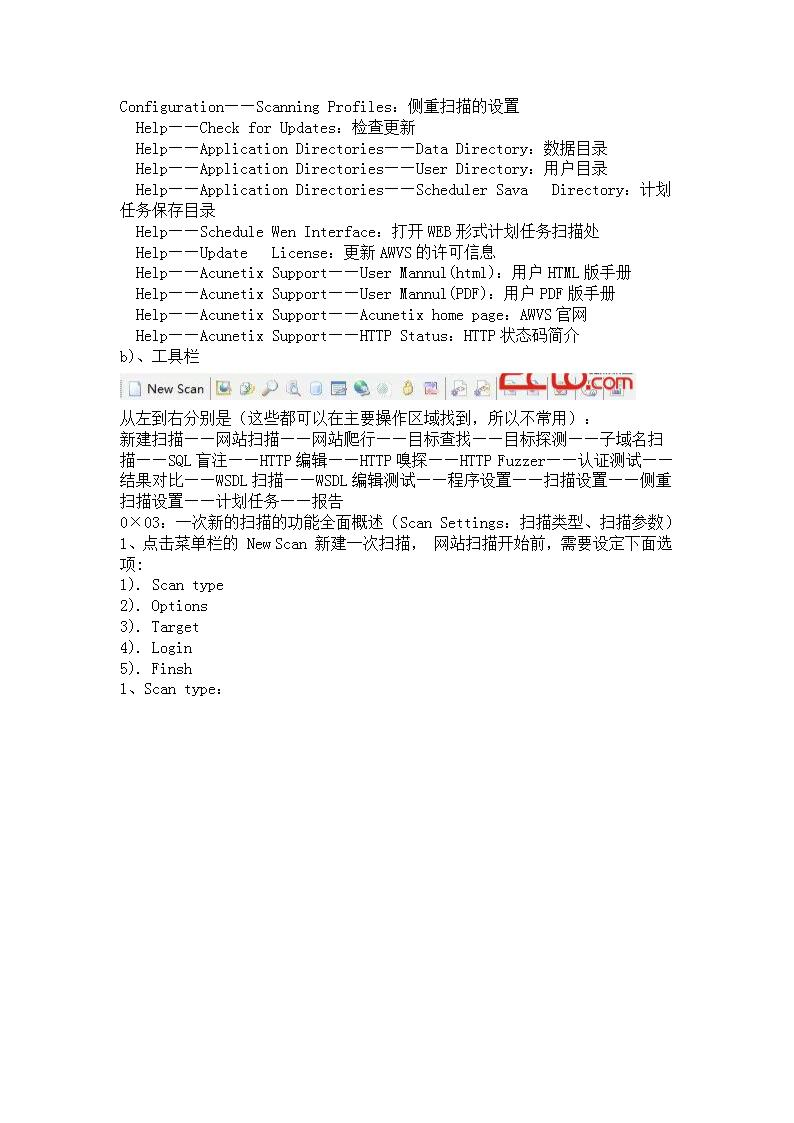 Configuration——Scanning Profiles：侧重扫描的设置
Help——Check for Updates：检查更新
Help——Application Directories——Data Directory：数据目录
Help——Application Directories——User Directory：用户目录
Help——Application Directories——Scheduler Sava Directory：计划
任务保存目录
Help——Schedule Wen Interface：打开WEB形式计划任务扫描处
Help——Update License：更新AWVS的许可信息
Help——Acunetix Support——User Mannul(html)：用户HTML版手册
Help——Acunetix Support——User Mannul(PDF)：用户PDF版手册
Help——Acunetix Support——Acunetix home page：AWVS官网
Help——Acunetix Support——HTTP Status：HTTP状态码简介
b)、工具栏
New Scan
.com
从左到右分别是（这些都可以在主要操作区域找到，所以不常用）：
新建扫描——网站扫描——网站爬行——目标查找——目标探测——子域名扫
描——SQL盲注——HTTP编辑——HTTP嗅探——HTTP Fuzzer——认证测试——
结果对比——WSDL扫描——WSDL编辑测试——程序设置——扫描设置——侧重
扫描设置——计划任务——报告
0×03：一次新的扫描的功能全面概述（Scan Settings：扫描类型、扫描参数）
1、点击菜单栏的 New Scan 新建一次扫描， 网站扫描开始前，需要设定下面选
项:
1). Scan type
2). Options
3). Target
4). Login
5). Finsh
1、Scan type：